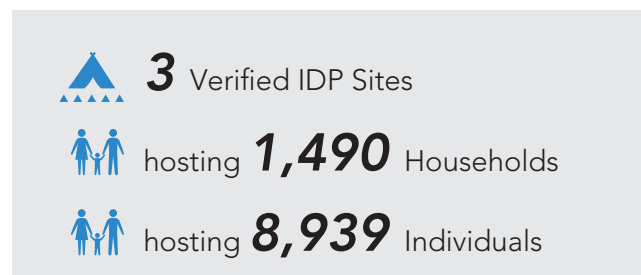 3 Verified IDP Sites
hosting 1,490 Households
hosting 8,939 Individuals